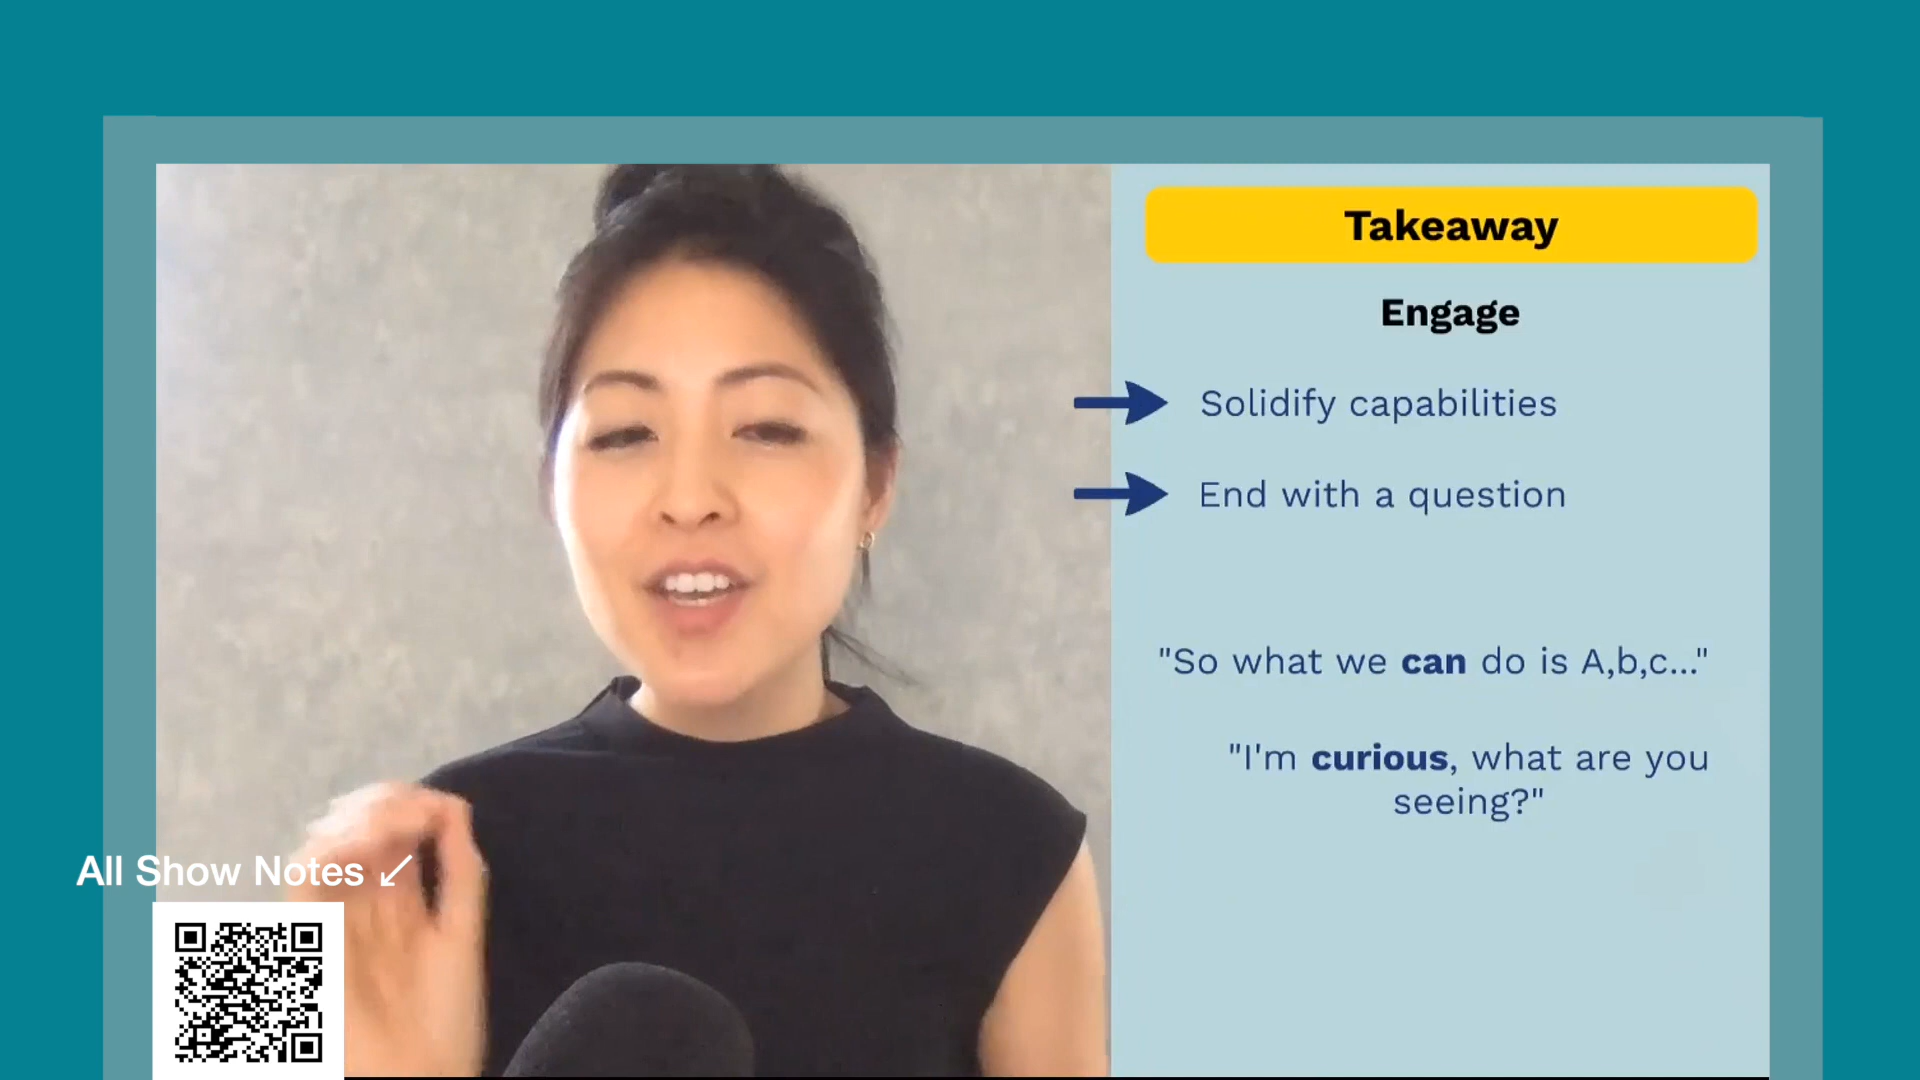 Takeaway
Engage
Solidify capabilities
End with a question
"So what we can do is A,b,c..."
"I'm curious, what are you
seeing?"
All Show Notes